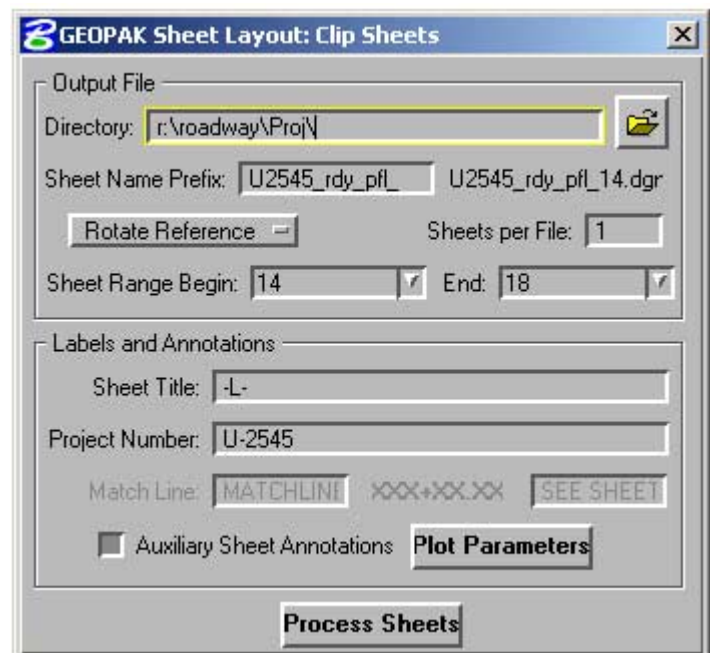 GEOPAK Sheet Layout: Clip Sheets
Output File
Directory: r:\roadway\Proj\
Sheet Name Prefix: U2545_rdy_pfl_ U2545_rdy_pfl_14.dgn
Rotate Reference Sheets per File: 1
Sheet Range Begin: 14 End: 18
Labels and Annotations
Sheet Title: -L-
Project Number: U-2545
Match Line: MATCHLINE XXX+XX.XX SEE SHEET
Auxiliary Sheet Annotations Plot Parameters
Process Sheets